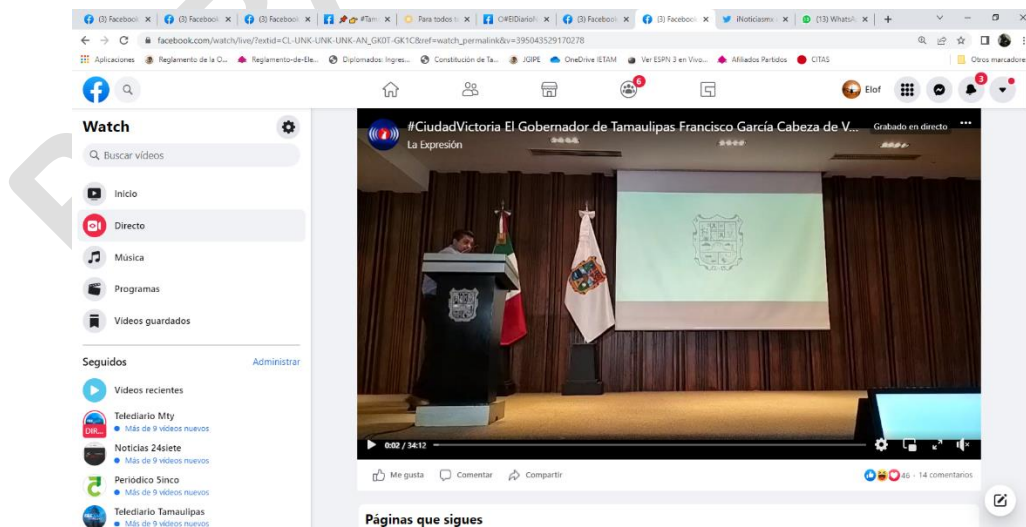 (3) Facebook
(3) Facebook
(3) Facebook
Para todos
(3) Facebook
(3) Facebook
iNoticiasmx
(13) WhatsA
facebook.com/watch/live/?extid=CL-UNK-UNK-UNK-AN_GK0T-GK1C&ref=watch_permalink&v=395043529170278
Aplicaciones
Reglamento de la O...
Reglamento-de-Ele...
Diplomados: Ingres...
Constitución de Ta...
JGIPE
OneDrive IETAM
Ver ESPN 3 en Vivo...
Afiliados Partidos
CITAS
Otros marcadores
6
Elof
3
Watch
Buscar vídeos
Inicio
Directo
Música
Programas
Vídeos guardados
Seguidos
Administrar
Vídeos recientes
Telediario Mty
DIR...
Más de 9 vídeos nuevos
Noticias 24siete
Más de 9 vídeos nuevos
Periódico 5inco
Más de 9 vídeos nuevos
Telediario Tamaulipas
Más de 9 vídeos nuevos
#CiudadVictoria El Gobernador de Tamaulipas Francisco García Cabeza de V...
La Expresión
Grabado en directo
0:02 / 34:12
Me gusta
Comentar
Compartir
46 · 14 comentarios
Páginas que sigues